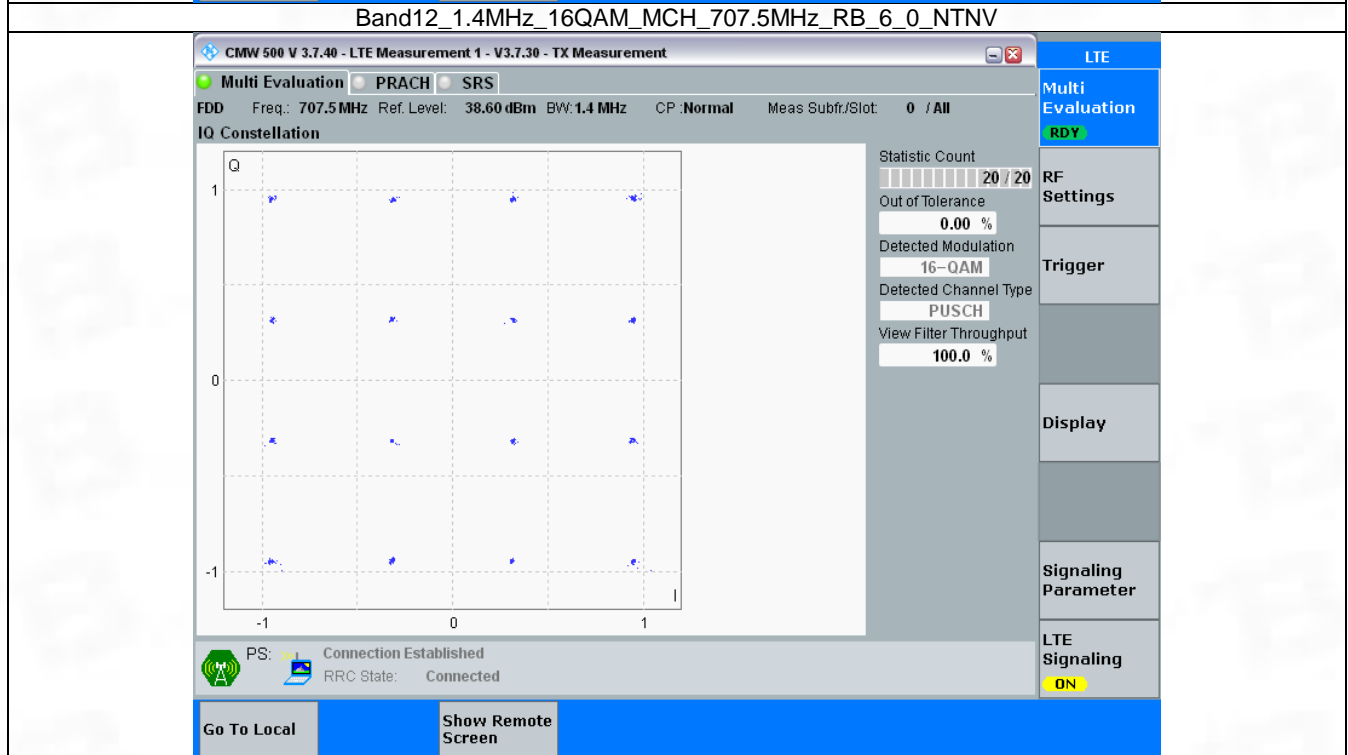 Band12_1.4MHz_16QAM_MCH_707.5MHz_RB_6_0_NTNV
CMW 500 V 3.7.40 - LTE Measurement 1 - V3.7.30 - TX Measurement
LTE
Multi Evaluation PRACH SRS
FDD Freq.: 707.5 MHz Ref. Level: 38.60 dBm BW: 1.4 MHz CP :Normal Meas Subfr./Slot: 0 / All
IQ Constellation
Q
1
0
-1
I
-1 0 1
Statistic Count
20 / 20
Out of Tolerance
0.00 %
Detected Modulation
16-QAM
Detected Channel Type
PUSCH
View Filter Throughput
100.0 %
Multi
Evaluation
RDY
RF
Settings
Trigger
Display
Signaling
Parameter
LTE
Signaling
ON
PS: Connection Established
RRC State: Connected
Go To Local
Show Remote
Screen